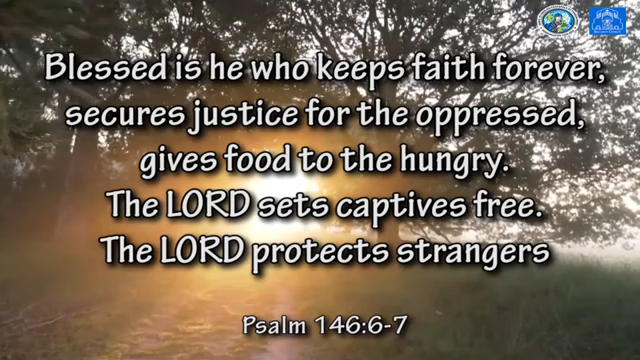 Blessed is he who keeps faith forever,
secures justice for the oppressed,
gives food to the hungry.
The LORD sets captives free.
The LORD protects strangers
Psalm 146:6-7